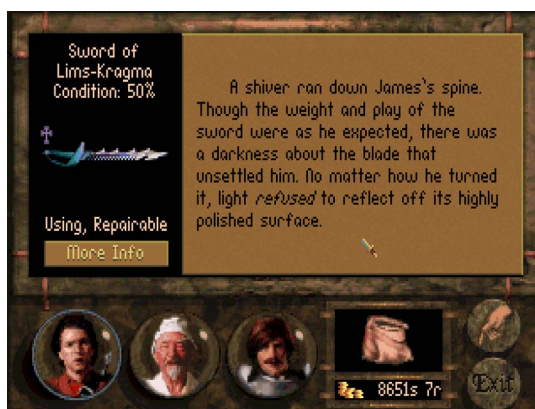 Sword of
Lims-Kragma
Condition: 50%
Using, Repairable
More Info
A shiver ran down James's spine.
Though the weight and play of the
sword were as he expected, there was
a darkness about the blade that
unsettled him. No matter how he turned
it, light refused to reflect off its highly
polished surface.
8651s 7r
Exit